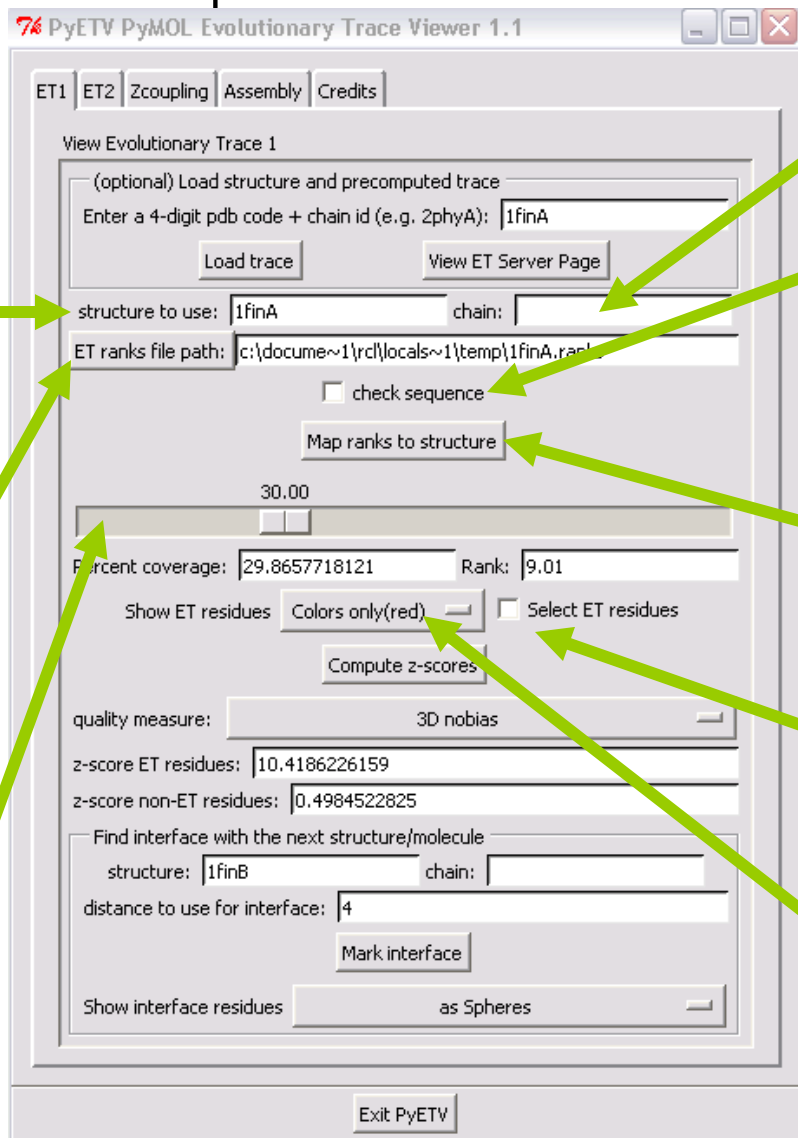 PyETV PyMOL Evolutionary Trace Viewer 1.1
ET1 ET2 Zcoupling Assembly Credits
View Evolutionary Trace 1
(optional) Load structure and precomputed trace
Enter a 4-digit pdb code + chain id (e.g. 2phyA): 1finA
Load trace View ET Server Page
structure to use: 1finA chain:
ET ranks file path: c:\docume~1\rcl\locals~1\temp\1finA.ranks
check sequence
Map ranks to structure
30.00
Percent coverage: 29.8657718121 Rank: 9.01
Show ET residues Colors only(red) Select ET residues
Compute z-scores
quality measure: 3D nobias
z-score ET residues: 10.4186226159
z-score non-ET residues: 0.4984522825
Find interface with the next structure/molecule
structure: 1finB chain:
distance to use for interface: 4
Mark interface
Show interface residues as Spheres
Exit PyETV